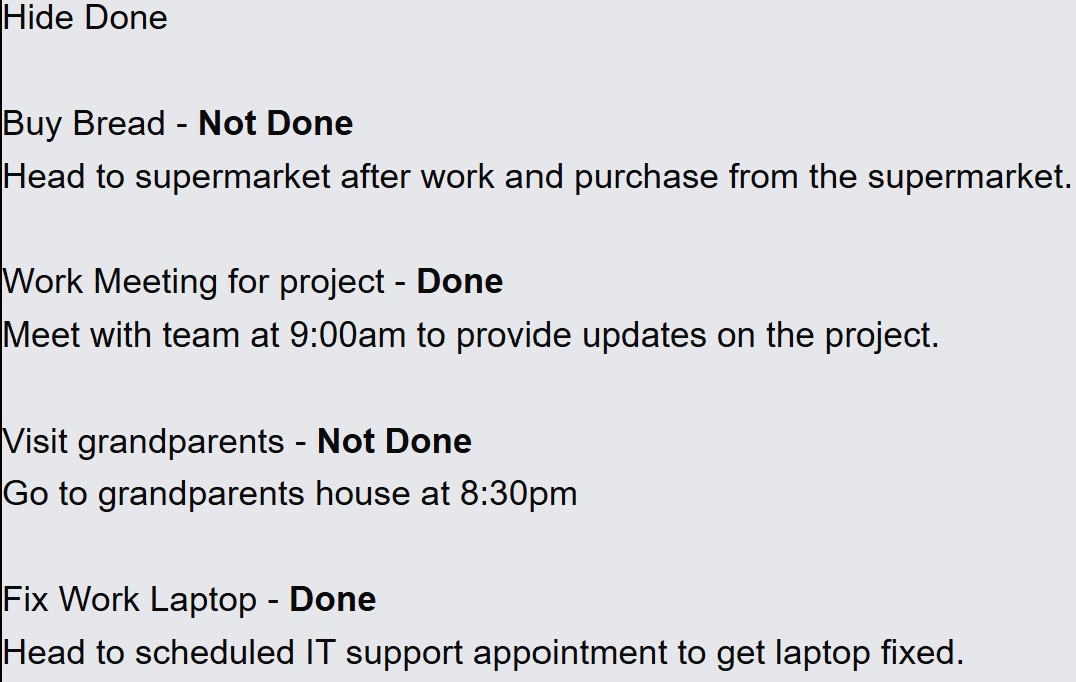 Hide Done
Buy Bread - Not Done
Head to supermarket after work and purchase from the supermarket.
Work Meeting for project - Done
Meet with team at 9:00am to provide updates on the project.
Visit grandparents - Not Done
Go to grandparents house at 8:30pm
Fix Work Laptop - Done
Head to scheduled IT support appointment to get laptop fixed.